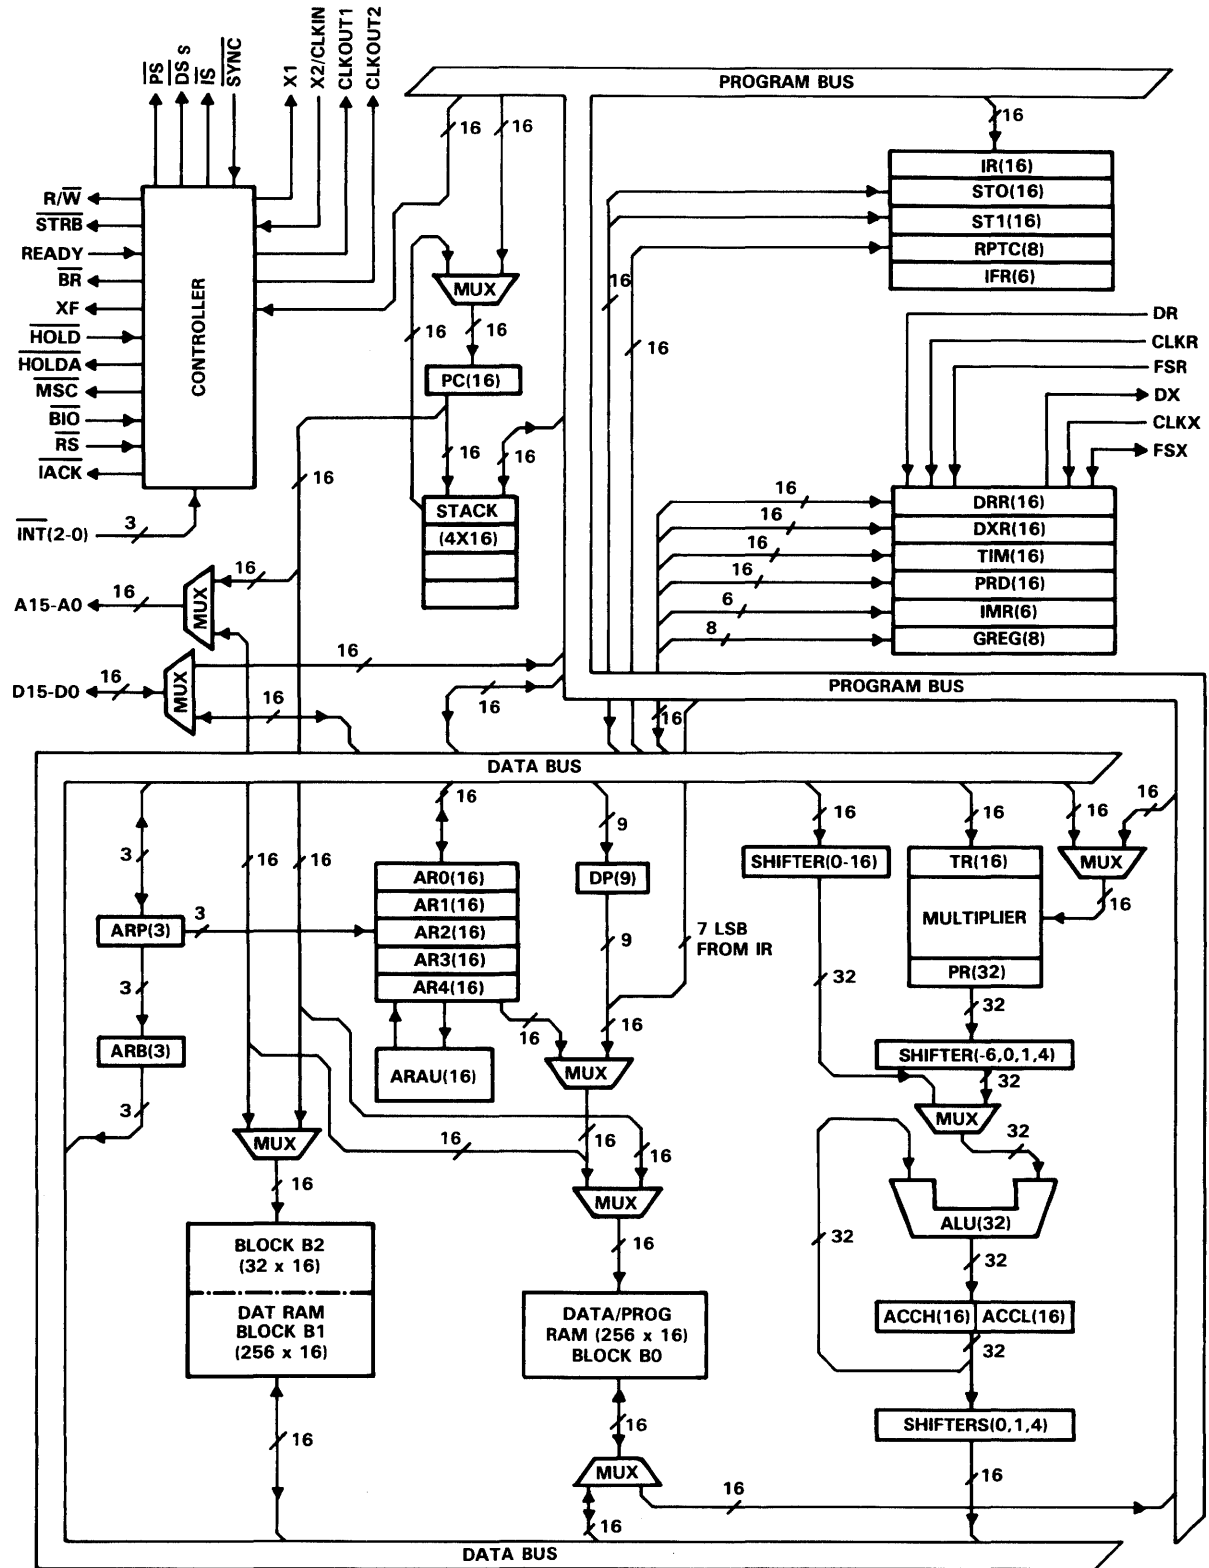 PS
DS S
IS
SYNC
X1
X2/CLKIN
CLKOUT1
CLKOUT2
PROGRAM BUS
16
16
16
IR(16)
STO(16)
ST1(16)
RPTC(8)
IFR(6)
R/W
STRB
READY
BR
XF
HOLD
HOLDA
MSC
BIO
RS
IACK
INT(2-0)
3
CONTROLLER
MUX
16
16
PC(16)
16
16
16
STACK
(4X16)
16
16
DR
CLKR
FSR
DX
CLKX
FSX
16
16
16
16
6
8
DRR(16)
DXR(16)
TIM(16)
PRD(16)
IMR(6)
GREG(8)
A15-A0
16
MUX
16
D15-D0
16
MUX
16
16
16
16
PROGRAM BUS
DATA BUS
3
16
16
16
9
16
16
16
16
AR0(16)
AR1(16)
AR2(16)
AR3(16)
AR4(16)
DP(9)
SHIFTER(0-16)
TR(16)
MULTIPLIER
PR(32)
MUX
16
ARP(3)
3
9
7 LSB
FROM IR
32
3
32
16
16
ARB(3)
ARAU(16)
MUX
SHIFTER(-6,0,1,4)
32
3
MUX
16
16
16
MUX
32
16
MUX
ALU(32)
BLOCK B2
(32 x 16)
16
32
32
DAT RAM
BLOCK B1
(256 x 16)
DATA/PROG
RAM (256 x 16)
BLOCK B0
ACCH(16)
ACCL(16)
32
16
16
SHIFTERS(0,1,4)
MUX
16
16
16
DATA BUS